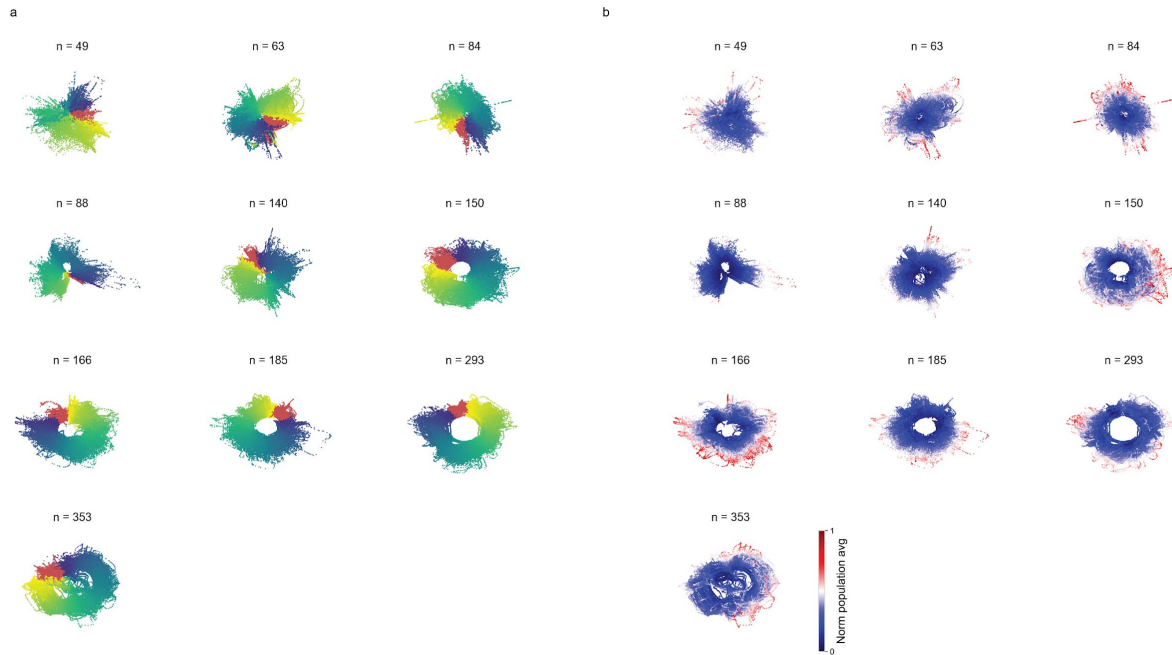 a
b
n = 49
n = 63
n = 84
n = 49
n = 63
n = 84
n = 88
n = 140
n = 150
n = 88
n = 140
n = 150
n = 166
n = 185
n = 293
n = 166
n = 185
n = 293
n = 353
n = 353
1
Norm population avg
0